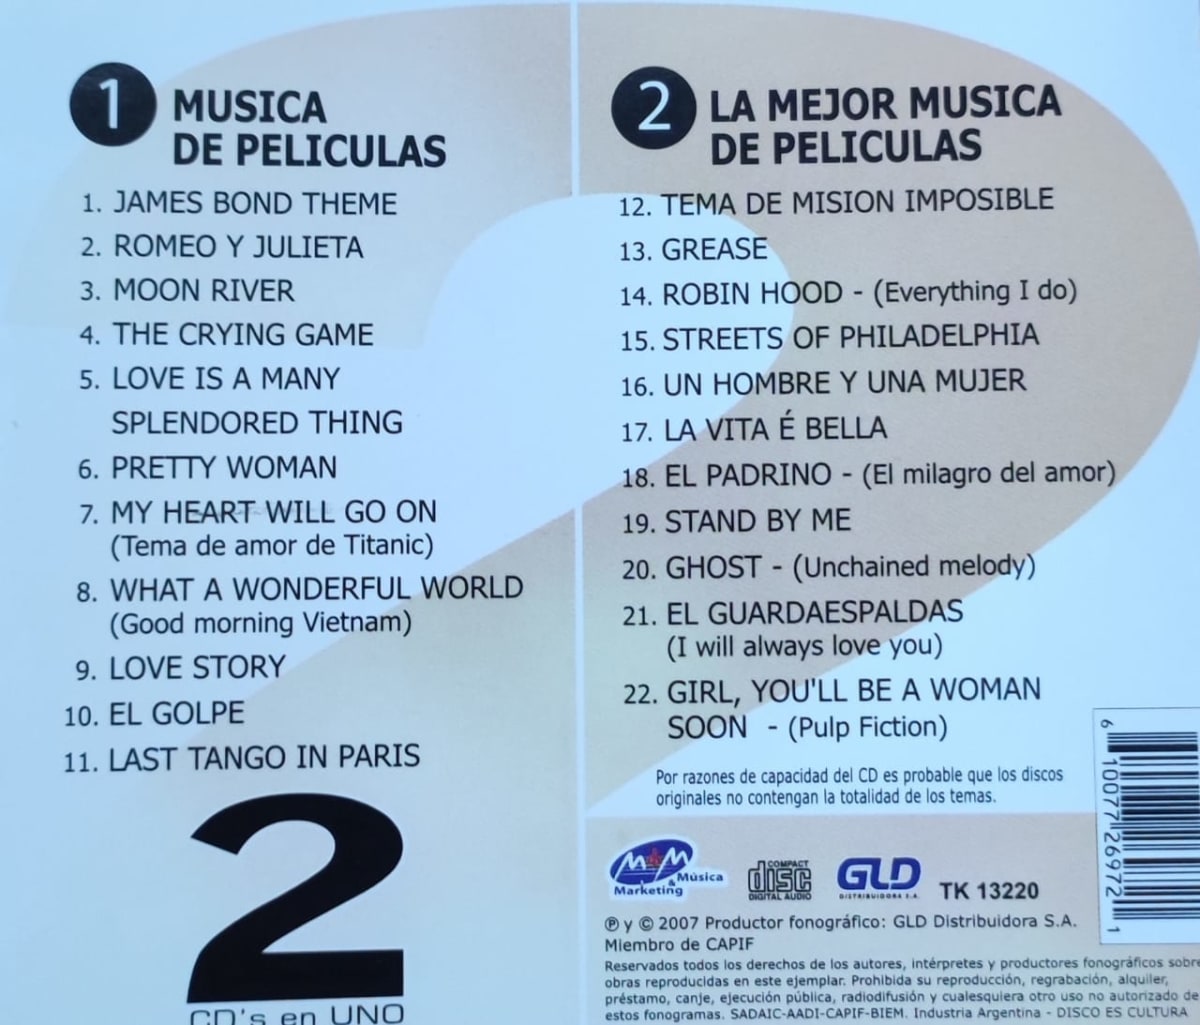 1 MUSICA
DE PELICULAS
1. JAMES BOND THEME
2. ROMEO Y JULIETA
3. MOON RIVER
4. THE CRYING GAME
5. LOVE IS A MANY
SPLENDORED THING
6. PRETTY WOMAN
7. MY HEART WILL GO ON
(Tema de amor de Titanic)
8. WHAT A WONDERFUL WORLD
(Good morning Vietnam)
9. LOVE STORY
10. EL GOLPE
11. LAST TANGO IN PARIS
2
CD's en UNO
2 LA MEJOR MUSICA
DE PELICULAS
12. TEMA DE MISION IMPOSIBLE
13. GREASE
14. ROBIN HOOD - (Everything I do)
15. STREETS OF PHILADELPHIA
16. UN HOMBRE Y UNA MUJER
17. LA VITA É BELLA
18. EL PADRINO - (El milagro del amor)
19. STAND BY ME
20. GHOST - (Unchained melody)
21. EL GUARDAESPALDAS
(I will always love you)
22. GIRL, YOU'LL BE A WOMAN
SOON - (Pulp Fiction)
Por razones de capacidad del CD es probable que los discos
originales no contengan la totalidad de los temas.
M&M Música
& Marketing
COMPACT
disc
DIGITAL AUDIO
GLD
DISTRIBUIDORA S.A.
TK 13220
6 10077 26972 1
℗ y © 2007 Productor fonográfico: GLD Distribuidora S.A.
Miembro de CAPIF
Reservados todos los derechos de los autores, intérpretes y productores fonográficos sobre
obras reproducidas en este ejemplar. Prohibida su reproducción, regrabación, alquiler,
préstamo, canje, ejecución pública, radiodifusión y cualesquiera otro uso no autorizado de
estos fonogramas. SADAIC-AADI-CAPIF-BIEM. Industria Argentina - DISCO ES CULTURA